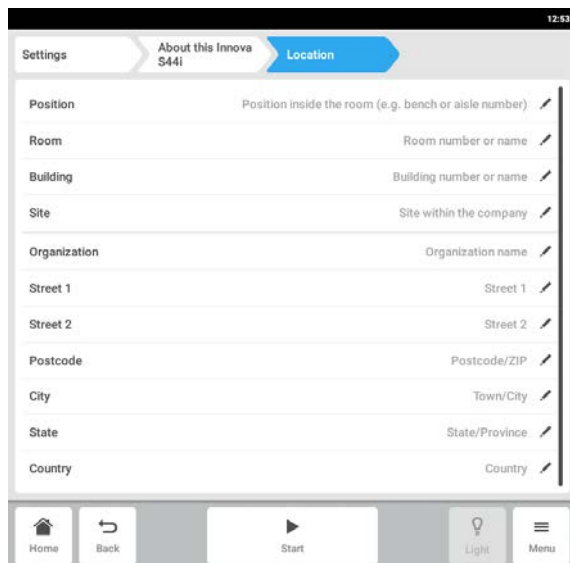 12:53
Settings
About this Innova
S44i
Location
Position Position inside the room (e.g. bench or aisle number)
Room Room number or name
Building Building number or name
Site Site within the company
Organization Organization name
Street 1 Street 1
Street 2 Street 2
Postcode Postcode/ZIP
City Town/City
State State/Province
Country Country
Home Back Start Light Menu